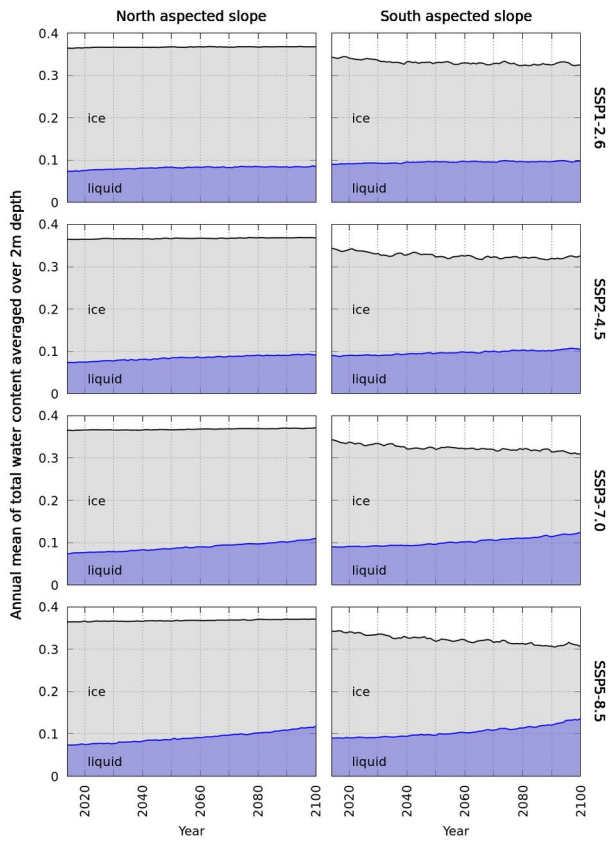 North aspected slope
South aspected slope
Annual mean of total water content averaged over 2m depth
0.4
0.3
0.2
0.1
0
ice
liquid
ice
liquid
SSP1-2.6
0.4
0.3
0.2
0.1
0
ice
liquid
ice
liquid
SSP2-4.5
0.4
0.3
0.2
0.1
0
ice
liquid
ice
liquid
SSP3-7.0
0.4
0.3
0.2
0.1
0
ice
liquid
ice
liquid
SSP5-8.5
2020 2040 2060 2080 2100
2020 2040 2060 2080 2100
Year
Year